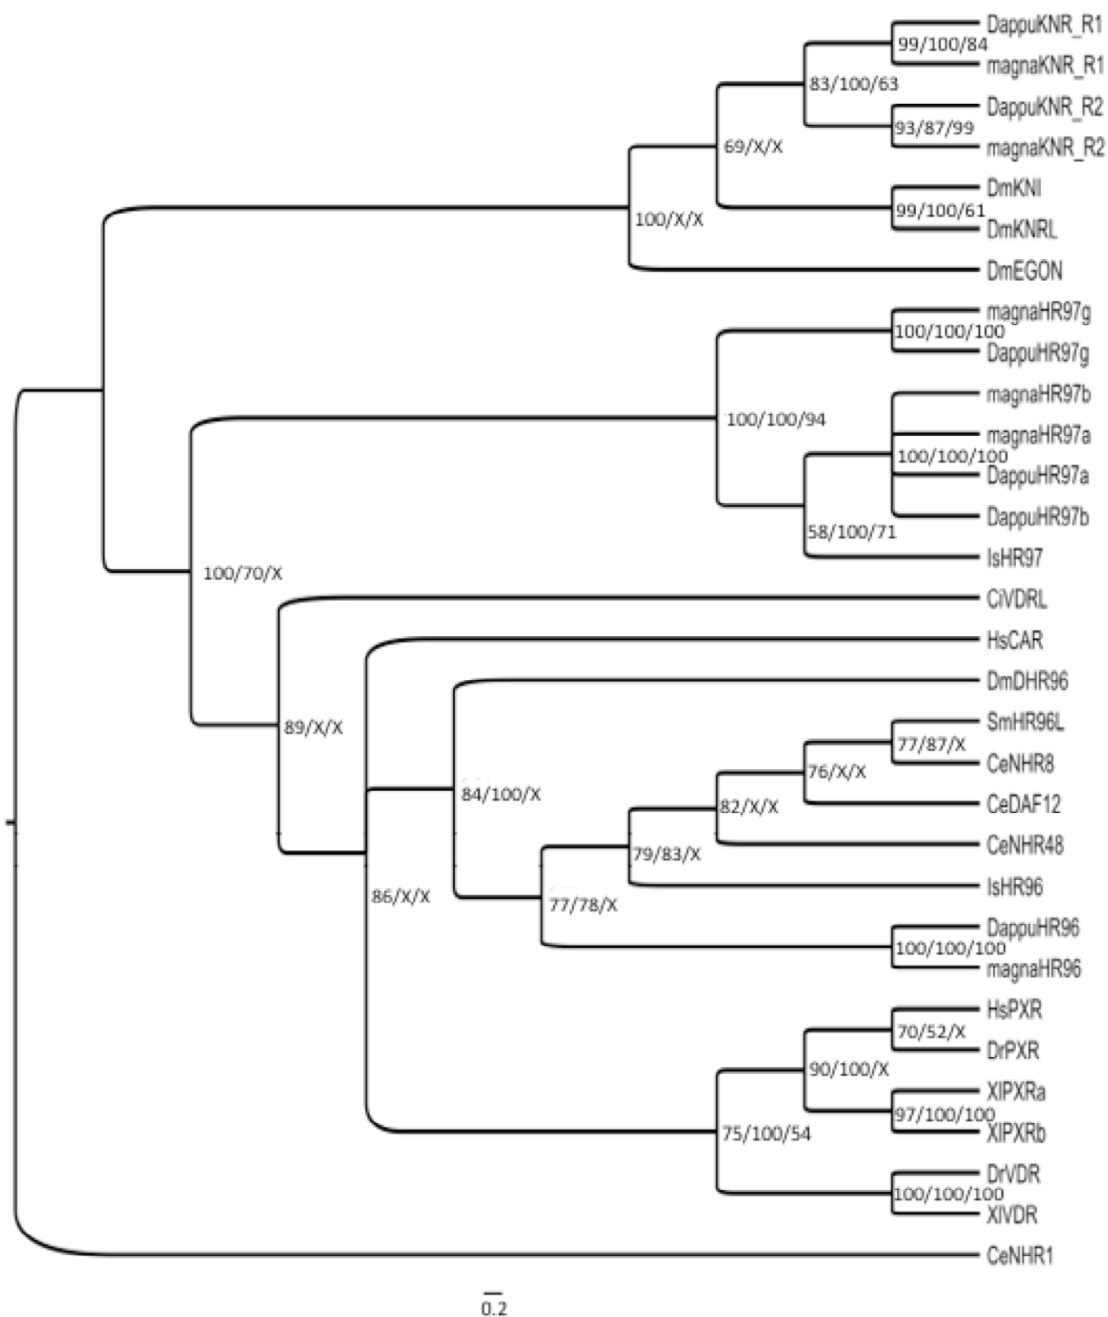 DappuKNR_R1
99/100/84
magnaKNR_R1
83/100/63
DappuKNR_R2
93/87/99
magnaKNR_R2
69/X/X
DmKNI
99/100/61
DmKNRL
100/X/X
DmEGON
magnaHR97g
100/100/100
DappuHR97g
magnaHR97b
100/100/94
magnaHR97a
100/100/100
DappuHR97a
DappuHR97b
58/100/71
IsHR97
100/70/X
CiVDRL
HsCAR
DmDHR96
SmHR96L
89/X/X
77/87/X
CeNHR8
76/X/X
84/100/X
CeDAF12
82/X/X
CeNHR48
79/83/X
IsHR96
86/X/X
77/78/X
DappuHR96
100/100/100
magnaHR96
HsPXR
70/52/X
DrPXR
90/100/X
XlPXRa
97/100/100
XlPXRb
75/100/54
DrVDR
100/100/100
XlVDR
CeNHR1
0.2